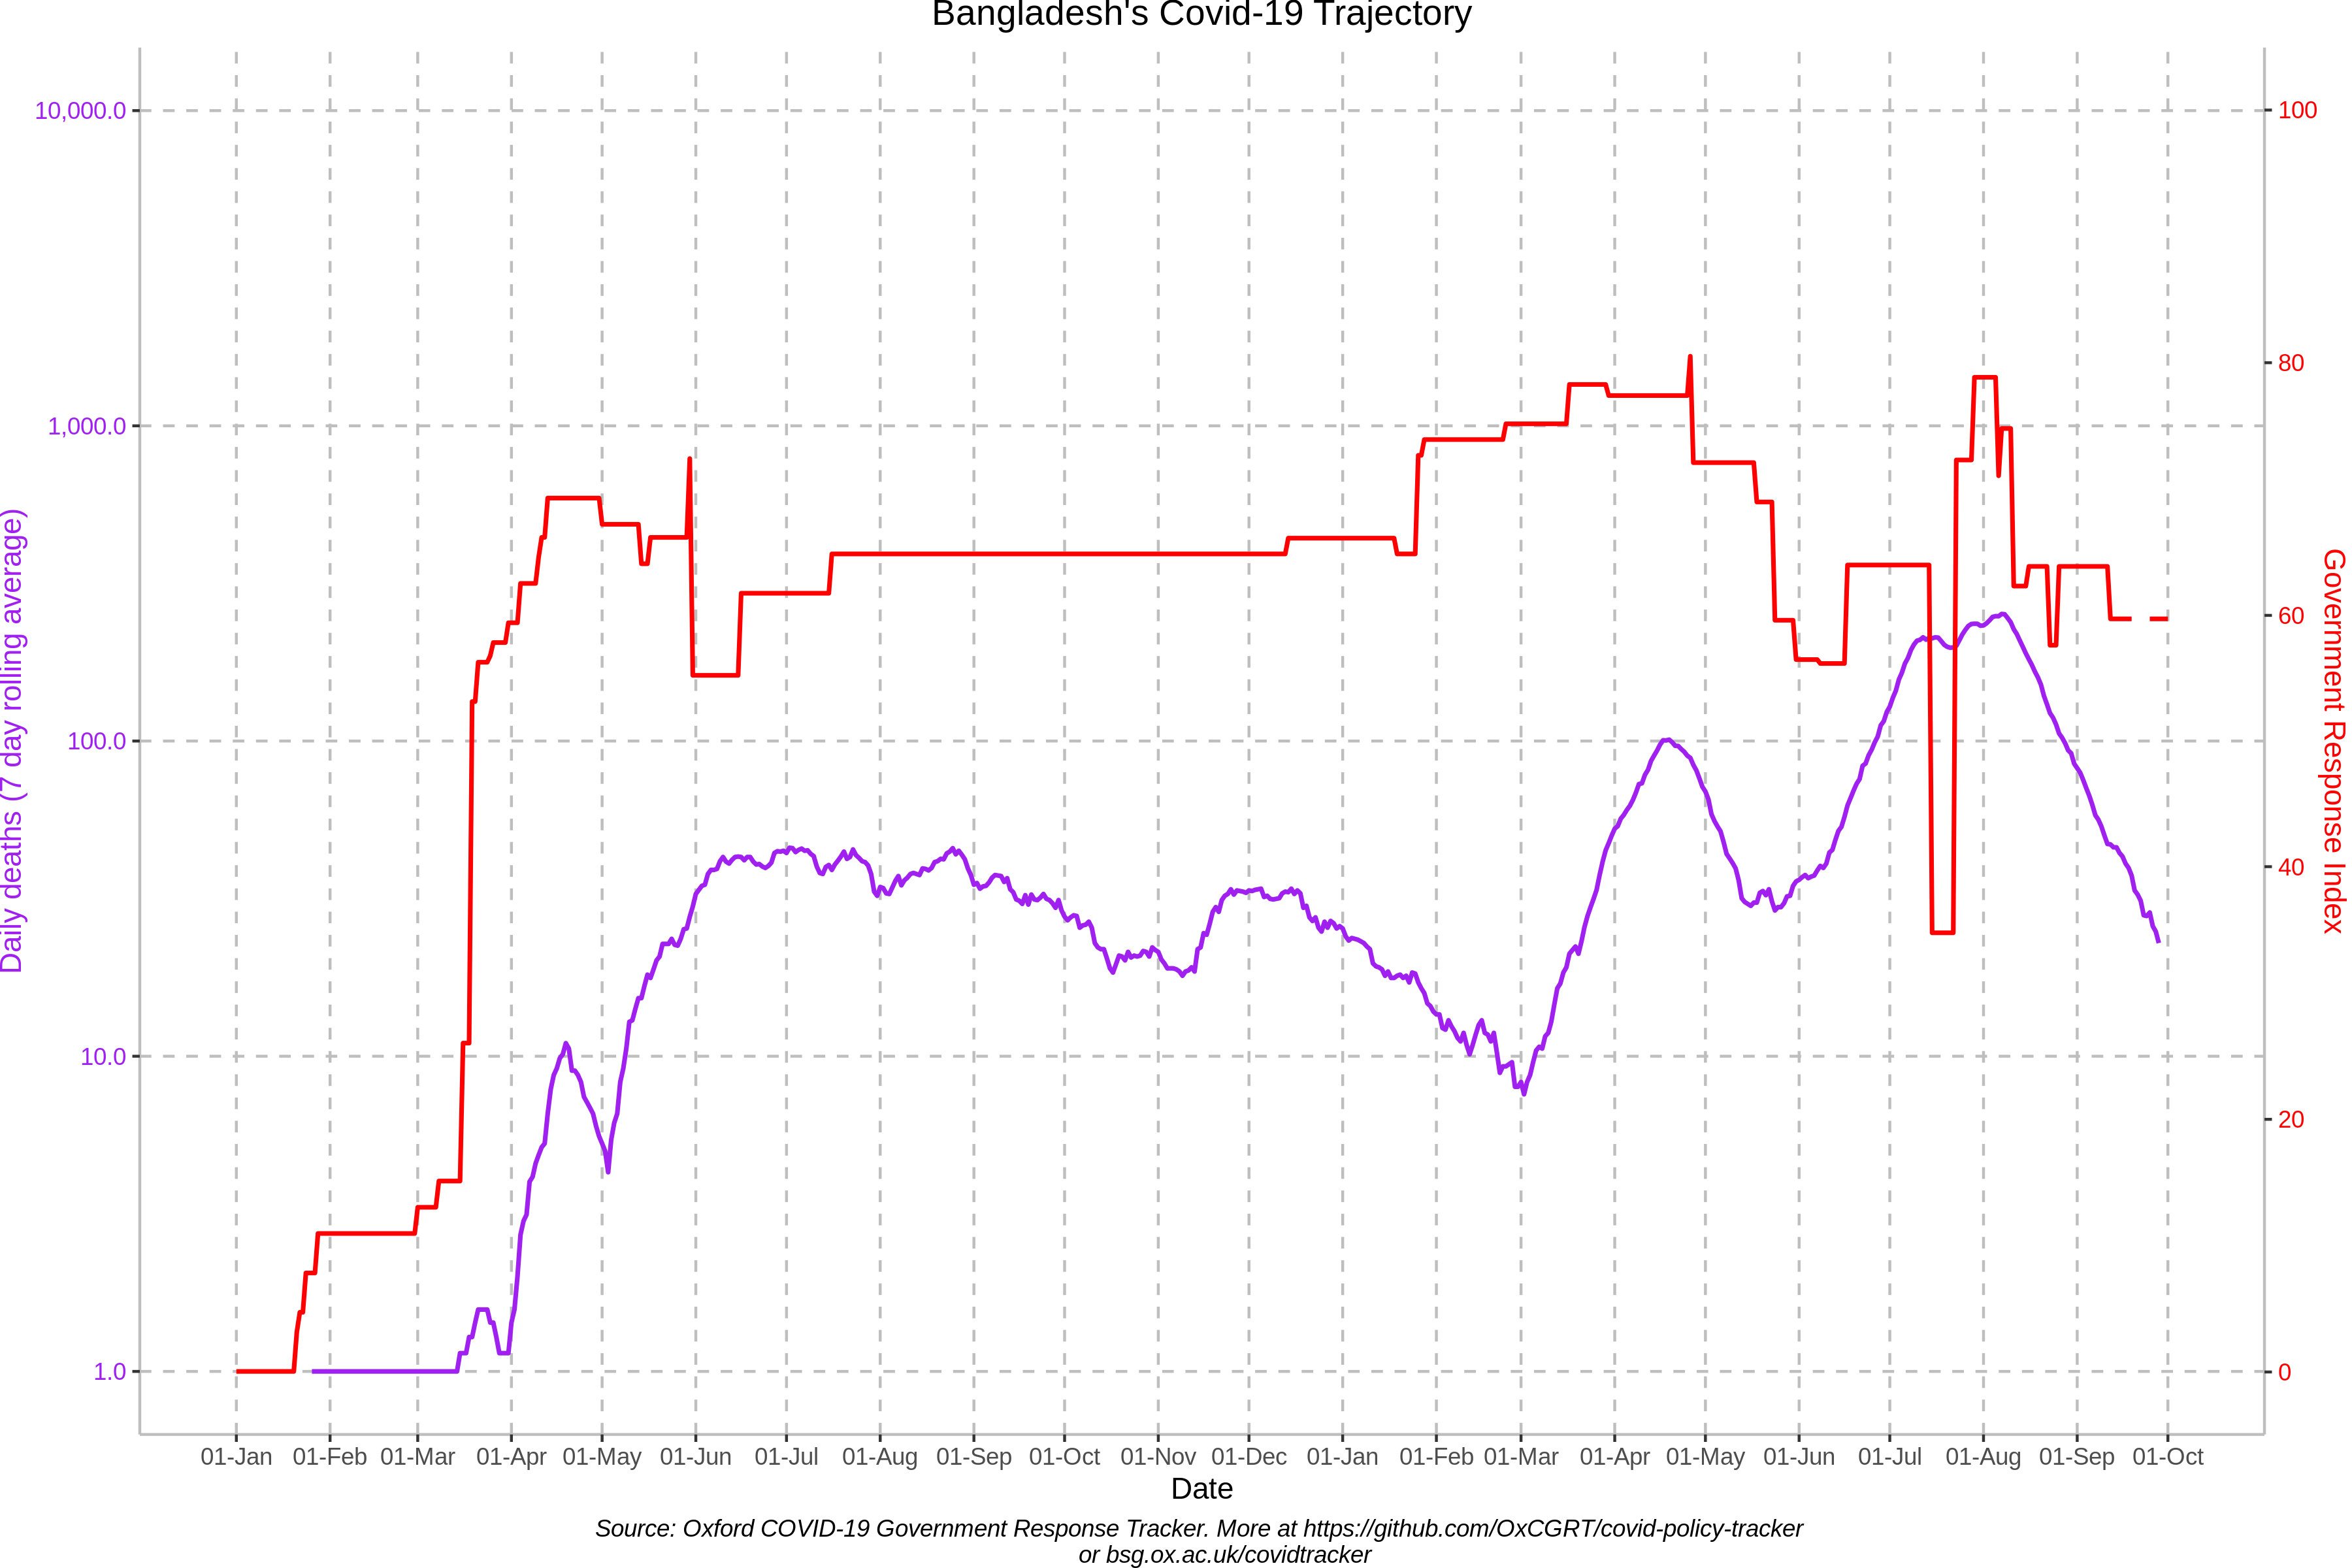 Bangladesh's Covid-19 Trajectory
Daily deaths (7 day rolling average)
10,000.0
1,000.0
100.0
10.0
1.0
100
80
60
40
20
0
Government Response Index
01-Jan 01-Feb 01-Mar 01-Apr 01-May 01-Jun 01-Jul 01-Aug 01-Sep 01-Oct 01-Nov 01-Dec 01-Jan 01-Feb 01-Mar 01-Apr 01-May 01-Jun 01-Jul 01-Aug 01-Sep 01-Oct
Date
Source: Oxford COVID-19 Government Response Tracker. More at https://github.com/OxCGRT/covid-policy-tracker
or bsg.ox.ac.uk/covidtracker